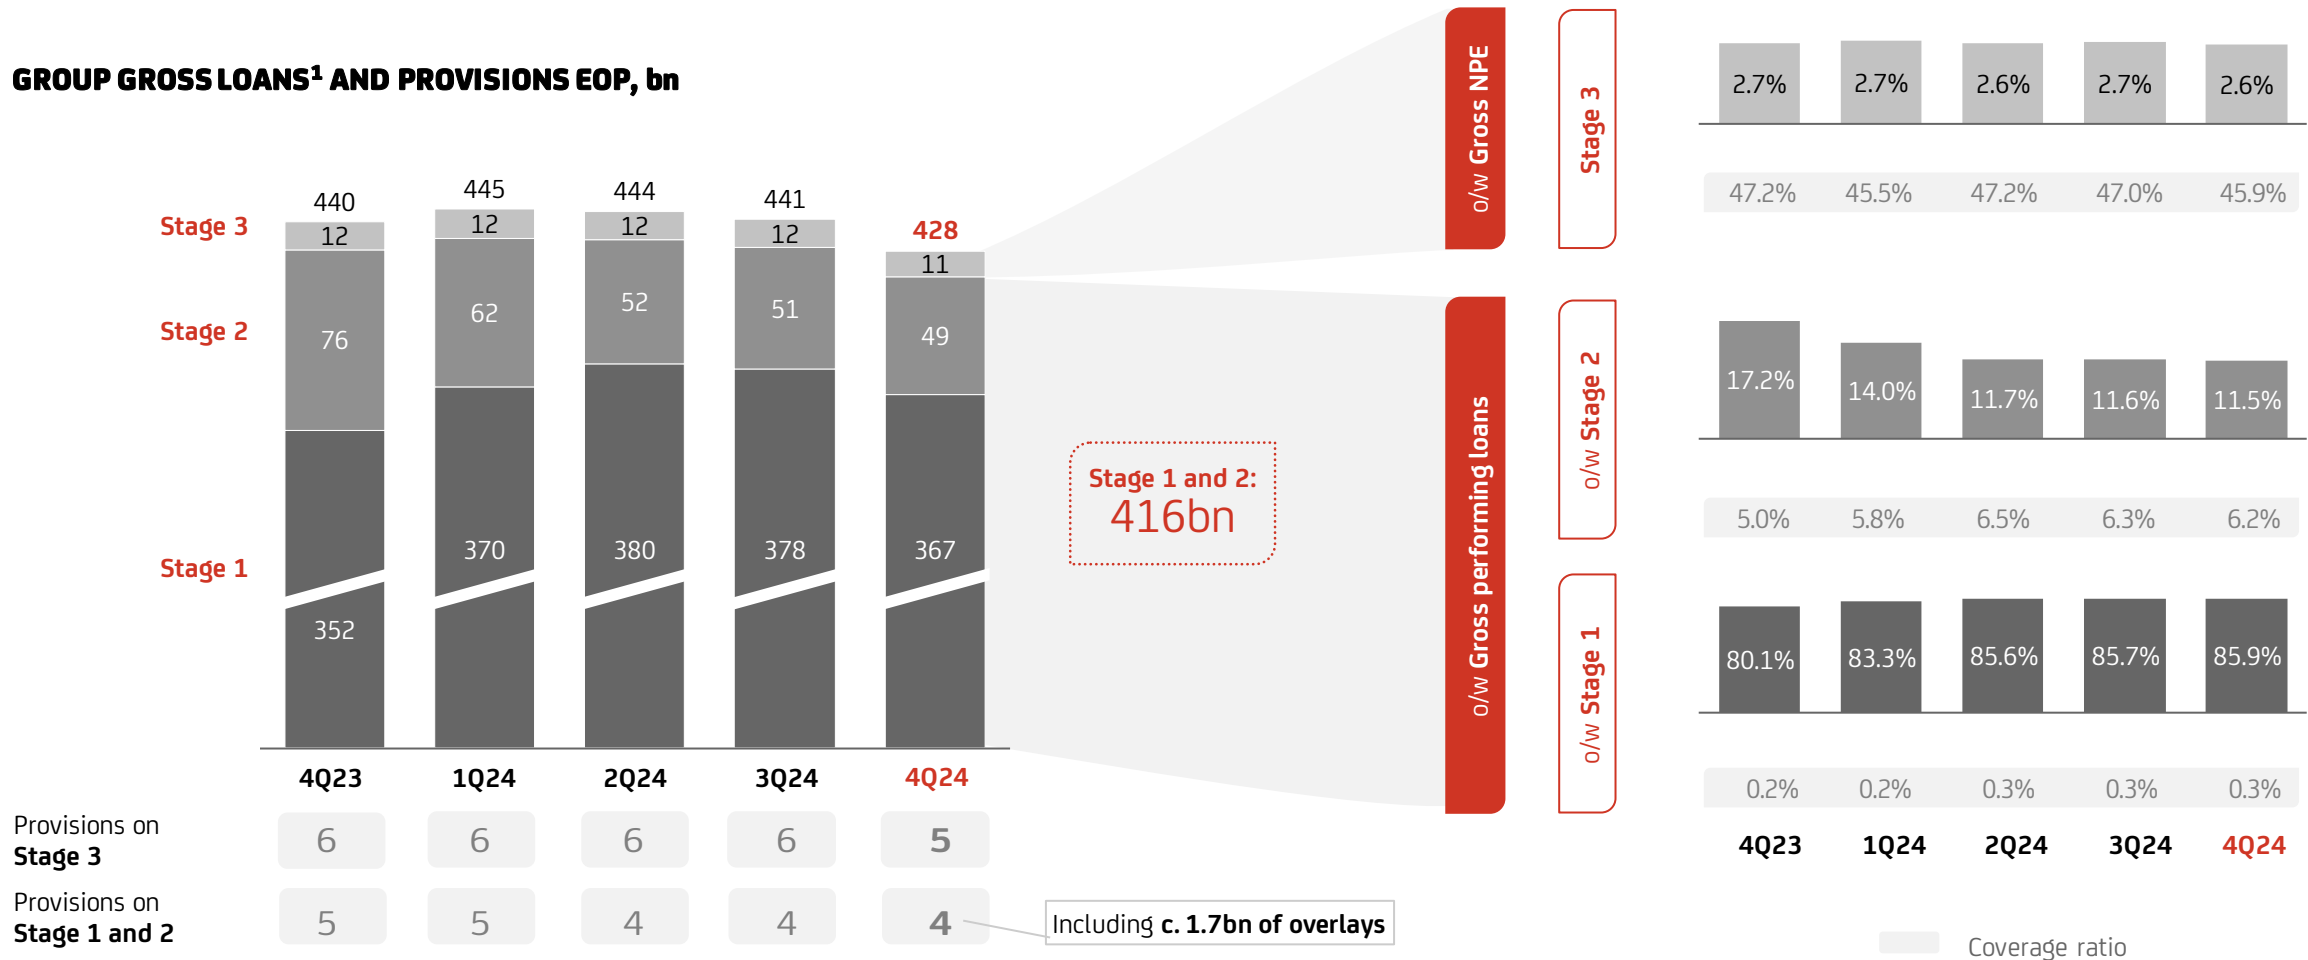 GROUP GROSS LOANS¹ AND PROVISIONS EOP, bn
440
445
444
441
428
Stage 3
12
12
12
12
11
Stage 2
76
62
52
51
49
Stage 1
352
370
380
378
367
4Q23
1Q24
2Q24
3Q24
4Q24
Provisions on
Stage 3
6
6
6
6
5
Provisions on
Stage 1 and 2
5
5
4
4
4
Including c. 1.7bn of overlays
Stage 1 and 2:
416bn
o/w Gross NPE
Stage 3
2.7%
2.7%
2.6%
2.7%
2.6%
47.2%
45.5%
47.2%
47.0%
45.9%
o/w Gross performing loans
o/w Stage 2
17.2%
14.0%
11.7%
11.6%
11.5%
5.0%
5.8%
6.5%
6.3%
6.2%
o/w Stage 1
80.1%
83.3%
85.6%
85.7%
85.9%
0.2%
0.2%
0.3%
0.3%
0.3%
4Q23
1Q24
2Q24
3Q24
4Q24
Coverage ratio